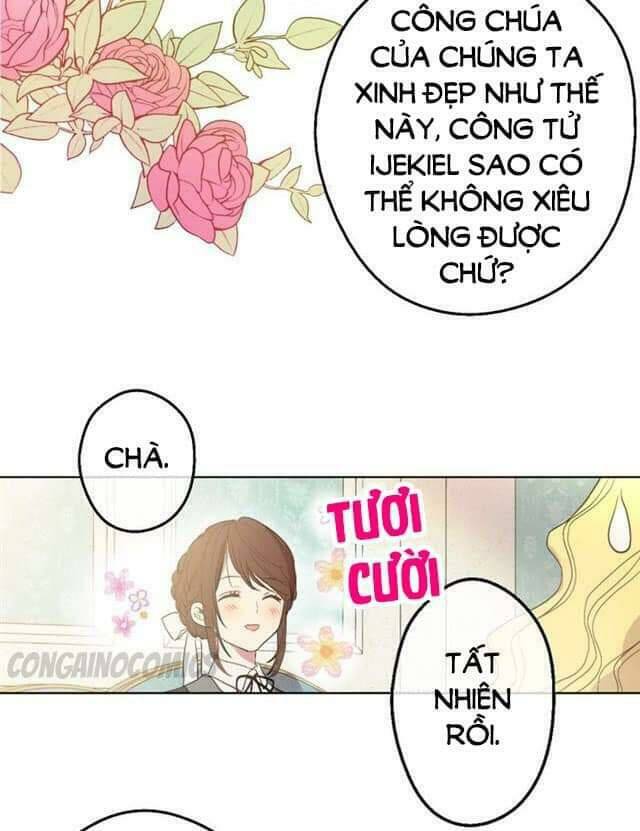 CÔNG CHÚA
CỦA CHÚNG TA
XINH ĐẸP NHƯ THẾ
NÀY, CÔNG TỬ
IJEKIEL SAO CÓ
THỂ KHÔNG XIÊU
LÒNG ĐƯỢC
CHỨ?
CHÀ.
TƯƠI
CƯỜI
CONGAINOCOMICS
TẤT
NHIÊN
RỒI.